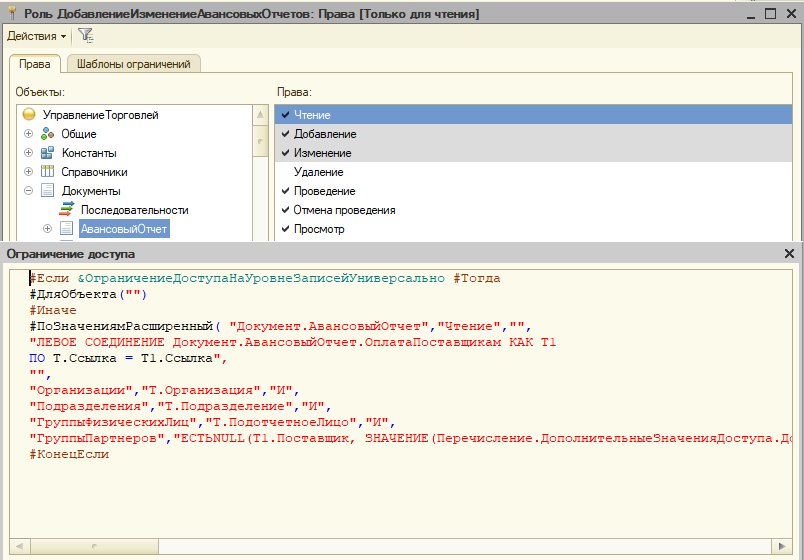 Роль ДобавлениеИзменениеАвансовыхОтчетов: Права [Только для чтения]
Действия
Права
Шаблоны ограничений
Объекты:
Права:
УправлениеТорговлей
Общие
Константы
Справочники
Документы
Последовательности
АвансовыйОтчет
Чтение
Добавление
Изменение
Удаление
Проведение
Отмена проведения
Просмотр
Ограничение доступа
#Если &ОграничениеДоступаНаУровнеЗаписейУниверсально #Тогда
#ДляОбъекта("")
#Иначе
#ПоЗначениямРасширенный( "Документ.АвансовыйОтчет","Чтение","",
"ЛЕВОЕ СОЕДИНЕНИЕ Документ.АвансовыйОтчет.ОплатаПоставщикам КАК Т1
ПО Т.Ссылка = Т1.Ссылка",
"",
"Организации","Т.Организация","И",
"Подразделения","Т.Подразделение","И",
"ГруппыФизическихЛиц","Т.ПодотчетноеЛицо","И",
"ГруппыПартнеров","ЕСТЬNULL(Т1.Поставщик, ЗНАЧЕНИЕ(Перечисление.ДополнительныеЗначенияДоступа.До
#КонецЕсли